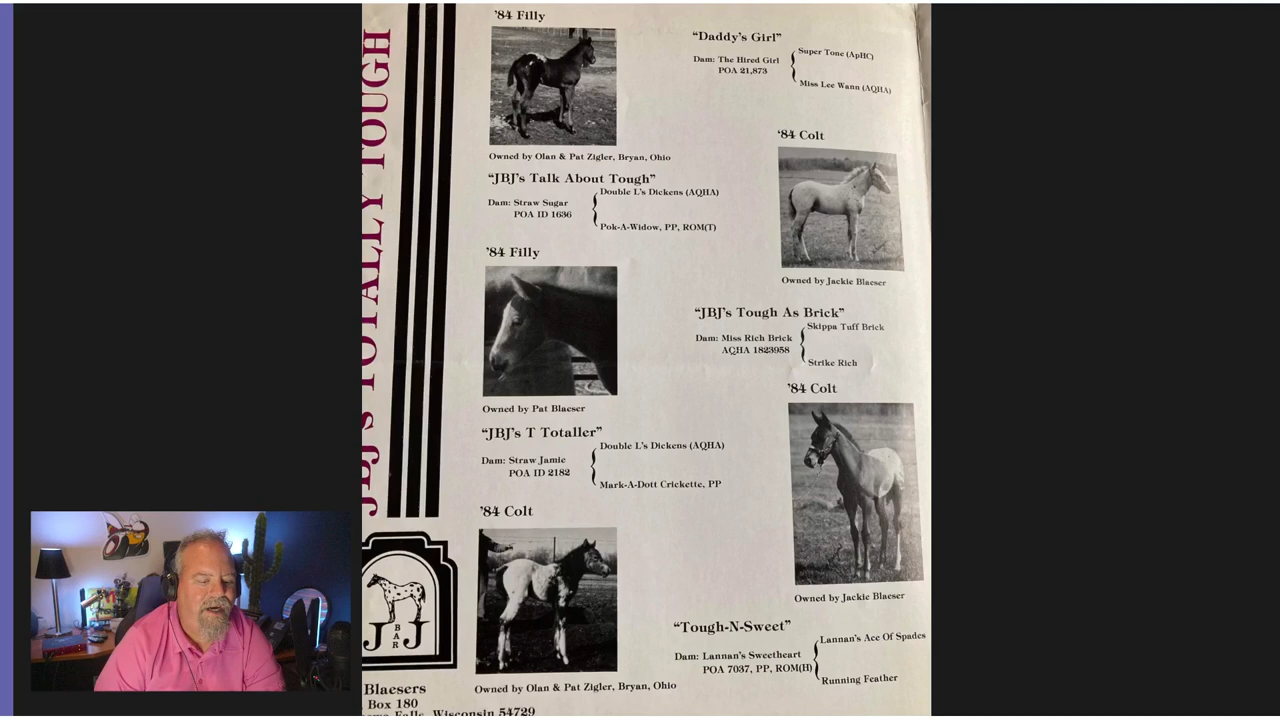 JBJ's TOTALLY TOUGH
'84 Filly
Owned by Olan & Pat Zigler, Bryan, Ohio
"JBJ's Talk About Tough"
Dam: Straw Sugar
POA ID 1636
Double L's Dickens (AQHA)
Pok-A-Widow, PP, ROM(T)
'84 Filly
Owned by Pat Blaeser
"JBJ's T Totaller"
Dam: Straw Jamie
POA ID 2182
Double L's Dickens (AQHA)
Mark-A-Dott Crickette, PP
'84 Colt
Owned by Olan & Pat Zigler, Bryan, Ohio
"Daddy's Girl"
Dam: The Hired Girl
POA 21,873
Super Tone (ApHC)
Miss Lee Wann (AQHA)
'84 Colt
Owned by Jackie Blaeser
"JBJ's Tough As Brick"
Dam: Miss Rich Brick
AQHA 1823958
Skippa Tuff Brick
Strike Rich
'84 Colt
Owned by Jackie Blaeser
"Tough-N-Sweet"
Dam: Lannan's Sweetheart
POA 7037, PP, ROM(H)
Lannan's Ace Of Spades
Running Feather
J BAR J
Blaesers
Box 180
Falls, Wisconsin 54729